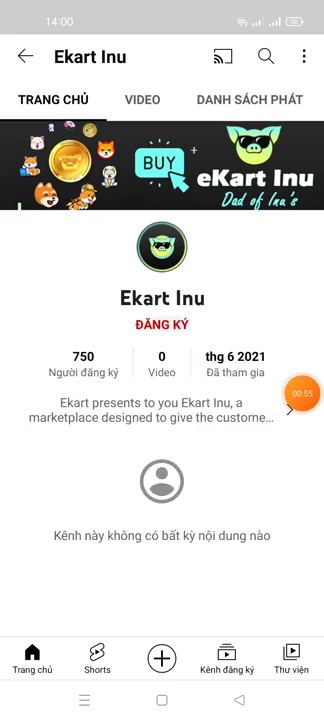 14:00
56
Ekart Inu
TRANG CHỦ
VIDEO
DANH SÁCH PHÁT
BUY
eKart Inu
Dad of Inu's
Ekart Inu
ĐĂNG KÝ
750
0
thg 6 2021
Người đăng ký
Video
Đã tham gia
00:55
Ekart presents to you Ekart Inu, a
marketplace designed to give the custome...
Kênh này không có bất kỳ nội dung nào
Trang chủ
Shorts
Kênh đăng ký
Thư viện